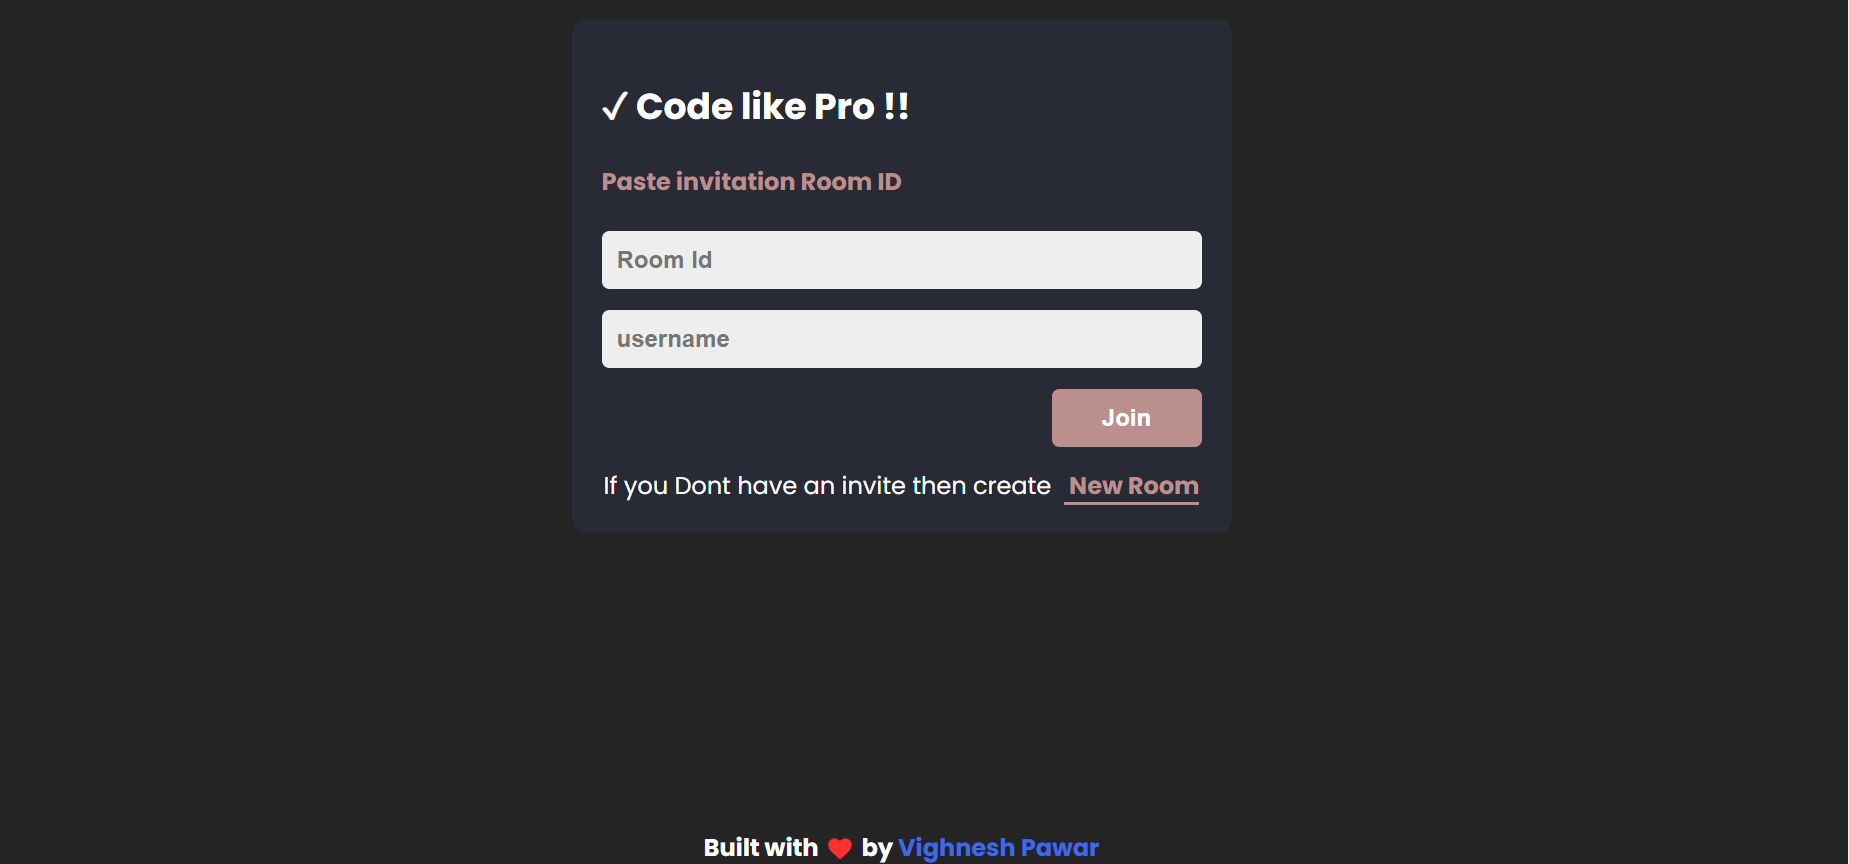 ✓ Code like Pro !!
Paste invitation Room ID
Room Id
username
Join
If you Dont have an invite then create New Room
Built with ❤ by Vighnesh Pawar